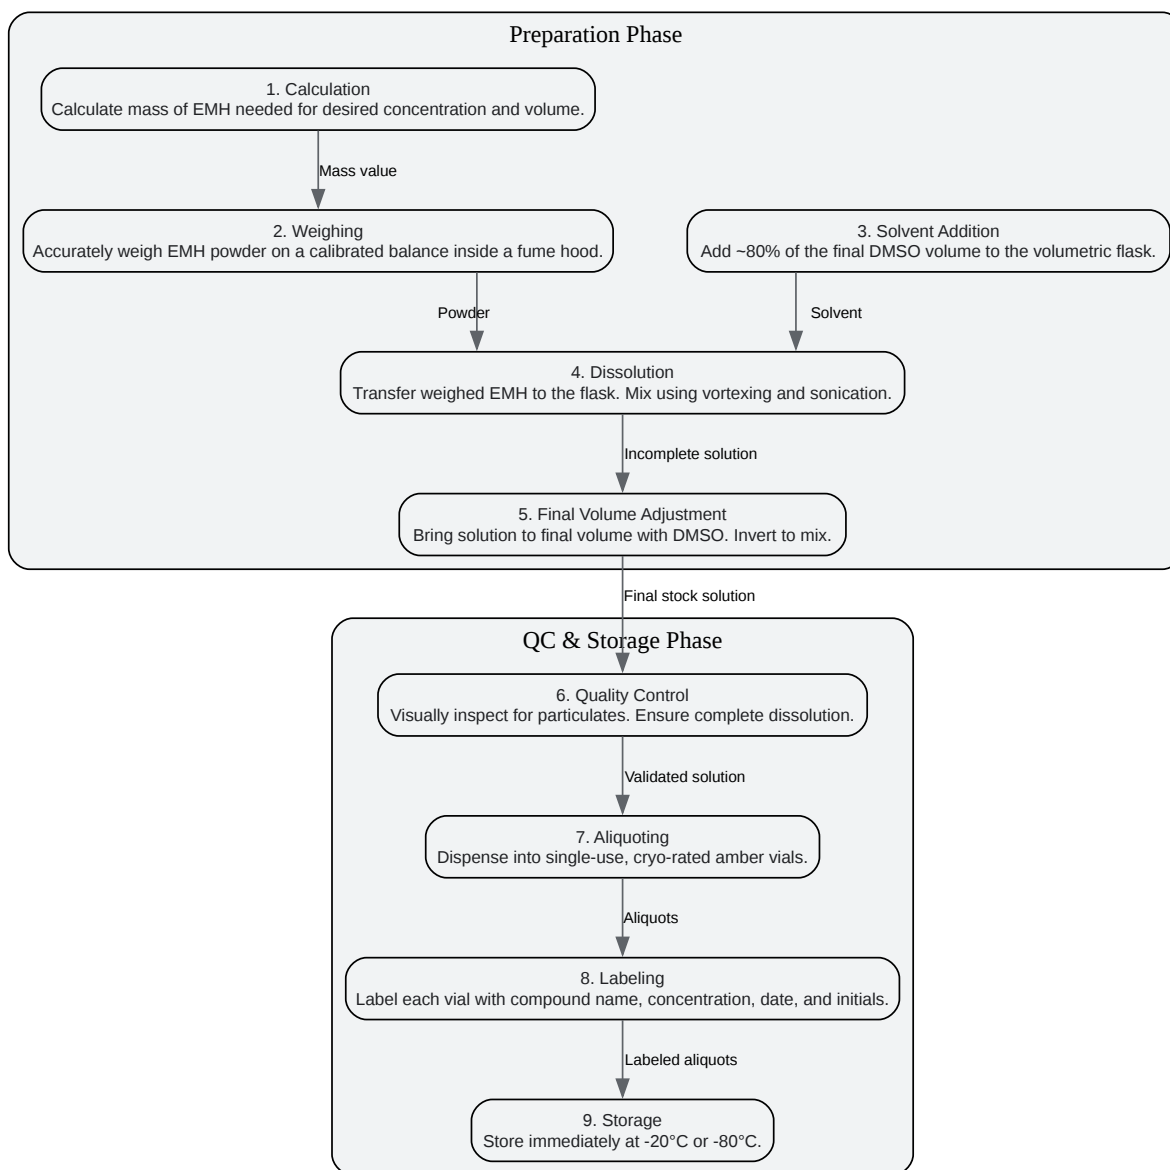 Preparation Phase
1. Calculation
Calculate mass of EMH needed for desired concentration and volume.
Mass value
2. Weighing
Accurately weigh EMH powder on a calibrated balance inside a fume hood.
3. Solvent Addition
Add ~80% of the final DMSO volume to the volumetric flask.
Powder
Solvent
4. Dissolution
Transfer weighed EMH to the flask. Mix using vortexing and sonication.
Incomplete solution
5. Final Volume Adjustment
Bring solution to final volume with DMSO. Invert to mix.
Final stock solution
QC & Storage Phase
6. Quality Control
Visually inspect for particulates. Ensure complete dissolution.
Validated solution
7. Aliquoting
Dispense into single-use, cryo-rated amber vials.
Aliquots
8. Labeling
Label each vial with compound name, concentration, date, and initials.
Labeled aliquots
9. Storage
Store immediately at -20°C or -80°C.